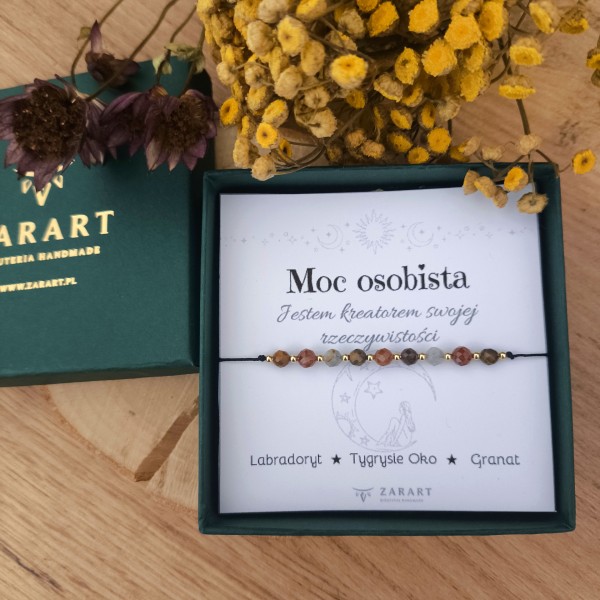 ZARART
BIŻUTERIA HANDMADE
WWW.ZARART.PL
Moc osobista
Jestem kreatorem swojej
rzeczywistości
Labradoryt ★ Tygrysie Oko ★ Granat
ZARART